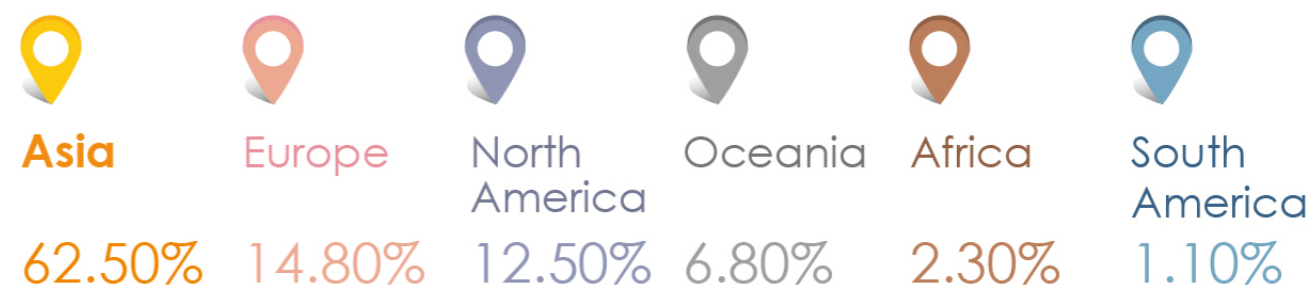 Asia
62.50%
Europe
14.80%
North
America
12.50%
Oceania
6.80%
Africa
2.30%
South
America
1.10%